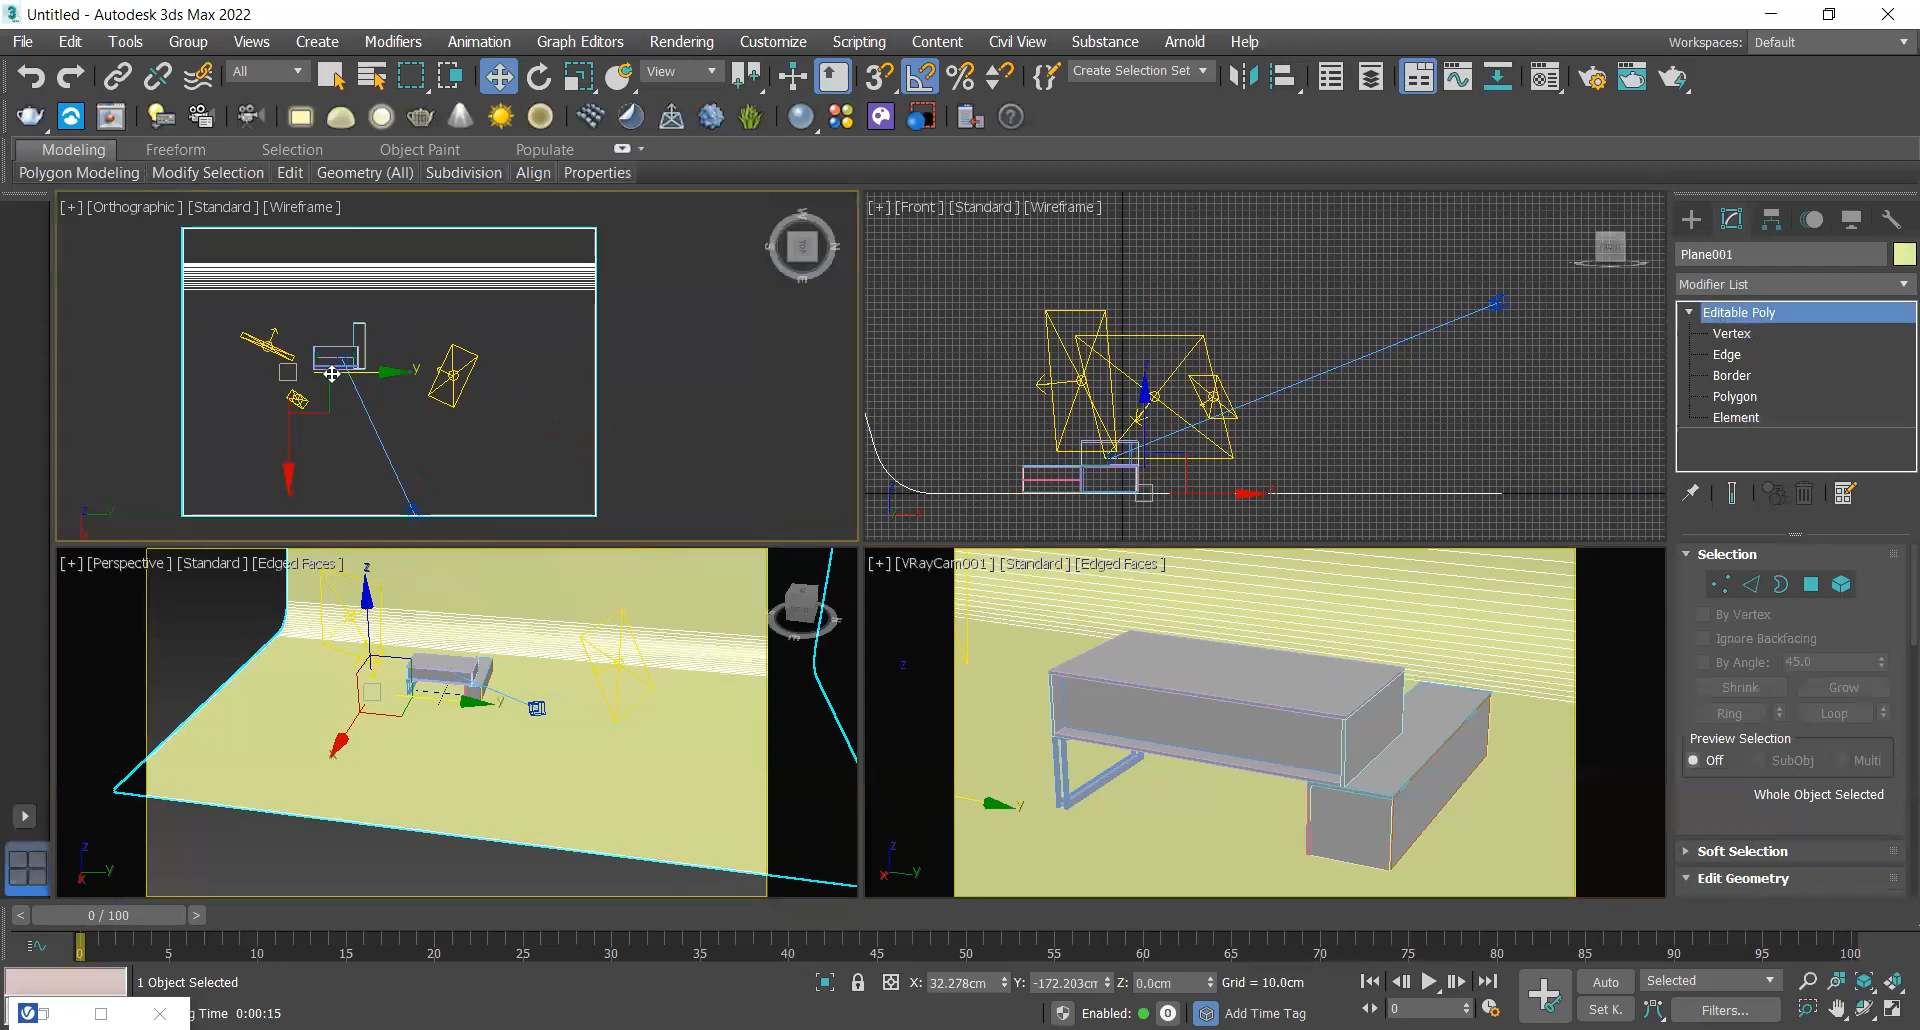 Untitled - Autodesk 3ds Max 2022
File Edit Tools Group Views Create Modifiers Animation Graph Editors Rendering Customize Scripting Content Civil View Substance Arnold Help Workspaces: Default
All View Create Selection Set
Modeling Freeform Selection Object Paint Populate
Polygon Modeling Modify Selection Edit Geometry (All) Subdivision Align Properties
[+] [Orthographic ] [Standard ] [Wireframe ]
[+] [Front ] [Standard ] [Wireframe ]
Plane001
Modifier List
Editable Poly
Vertex
Edge
Border
Polygon
Element
Selection
By Vertex
Ignore Backfacing
By Angle: 45.0
Shrink Grow
Ring Loop
Preview Selection
Off SubObj Multi
Whole Object Selected
Soft Selection
Edit Geometry
[+] [Perspective ] [Standard ] [Edged Faces ]
[+] [VRayCam001 ] [Standard ] [Edged Faces ]
< 0 / 100 >
0 5 10 15 20 25 30 35 40 45 50 55 60 65 70 75 80 85 90 95 100
1 Object Selected X: 32.278cm Y: -172.203cm Z: 0.0cm Grid = 10.0cm Auto Selected
g Time 0:00:15 Enabled: 0 Add Time Tag 0 Set K. Filters...